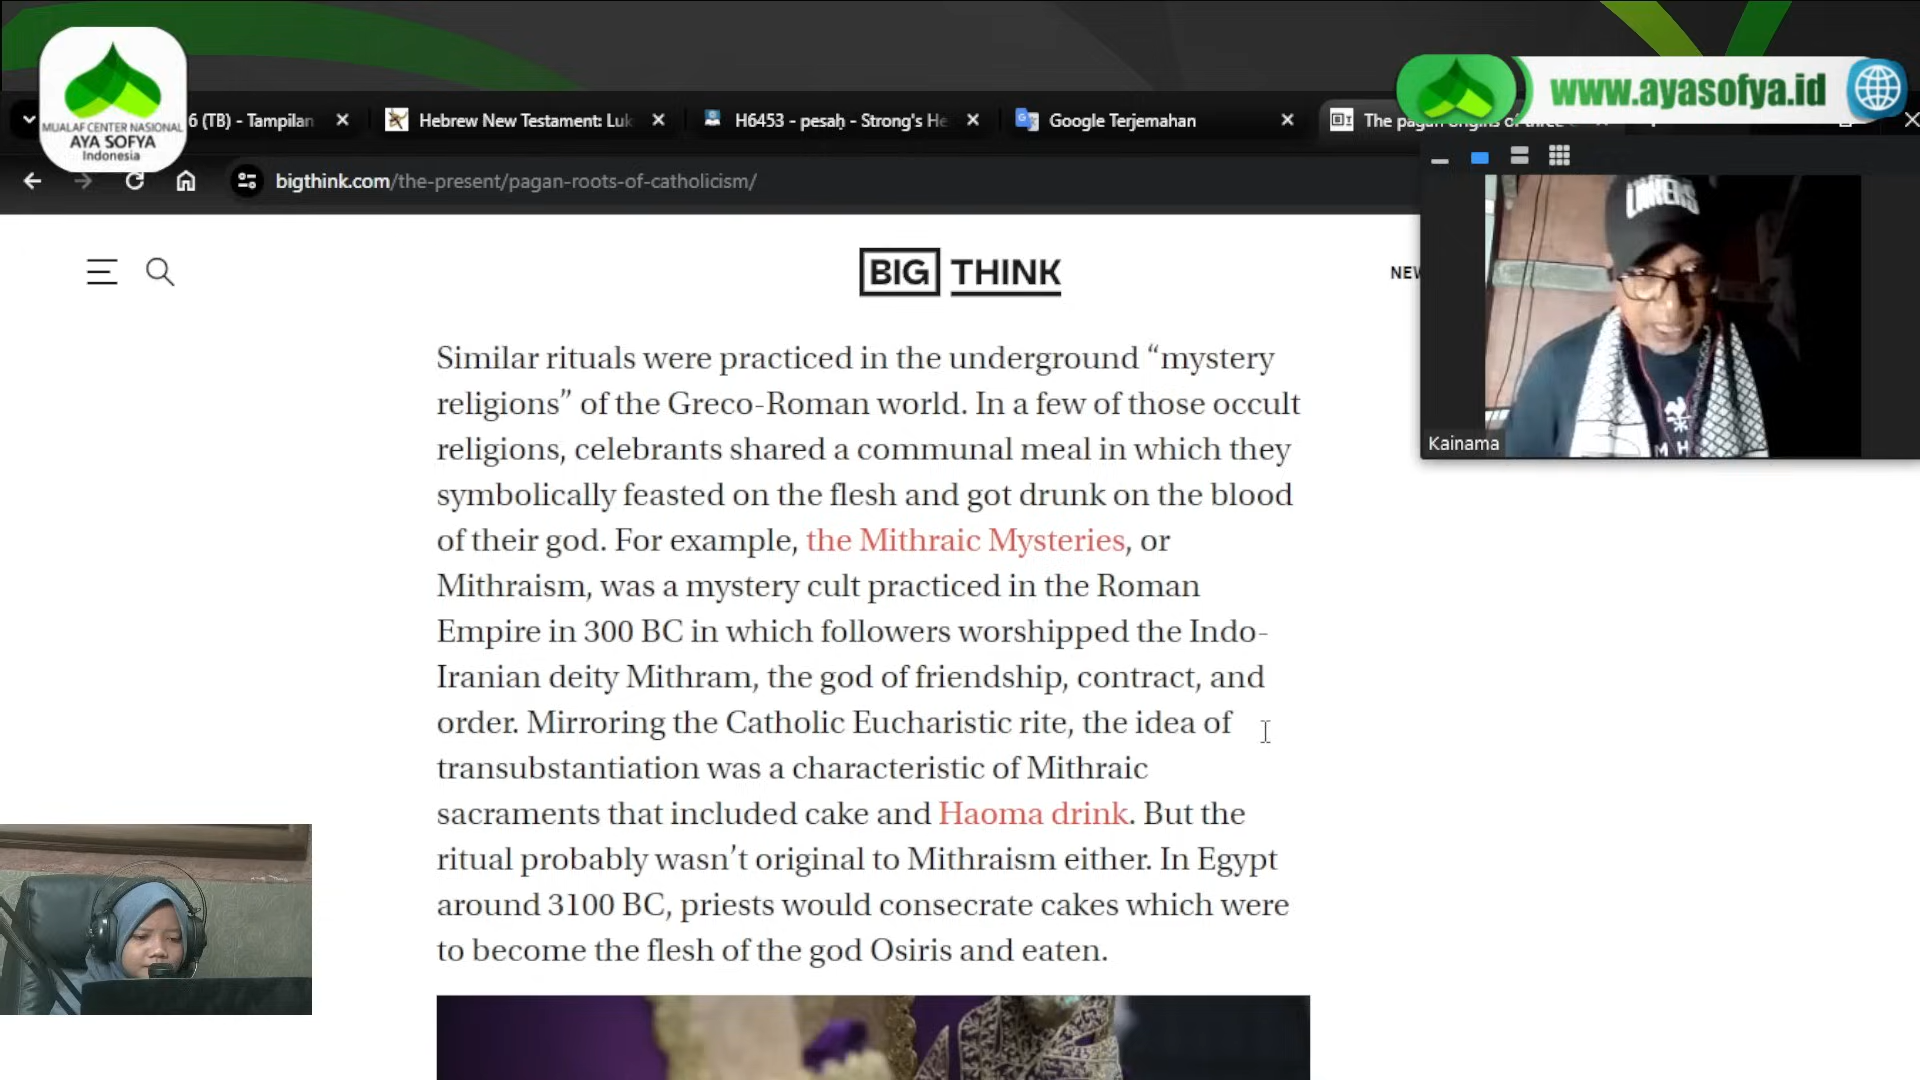 MUALAF CENTER NASIONAL
AYA SOFYA
Indonesia
www.ayasofya.id
6 (TB) - Tampilan
Hebrew New Testament: Luk
H6453 - pesaḥ - Strong's He
Google Terjemahan
The pagan origins of three
bigthink.com/the-present/pagan-roots-of-catholicism/
BIG THINK
NEW
LAKERS
Kainama
Similar rituals were practiced in the underground “mystery
religions” of the Greco-Roman world. In a few of those occult
religions, celebrants shared a communal meal in which they
symbolically feasted on the flesh and got drunk on the blood
of their god. For example, the Mithraic Mysteries, or
Mithraism, was a mystery cult practiced in the Roman
Empire in 300 BC in which followers worshipped the Indo-
Iranian deity Mithram, the god of friendship, contract, and
order. Mirroring the Catholic Eucharistic rite, the idea of
transubstantiation was a characteristic of Mithraic
sacraments that included cake and Haoma drink. But the
ritual probably wasn’t original to Mithraism either. In Egypt
around 3100 BC, priests would consecrate cakes which were
to become the flesh of the god Osiris and eaten.